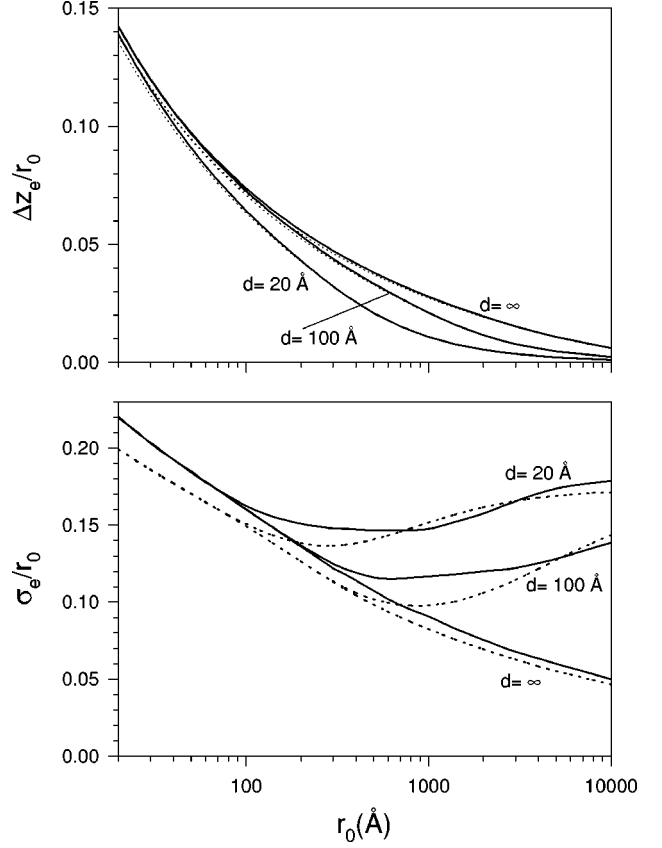 0.15
0.10
0.05
0.00
Δz_e/r_0
d= 20 Å
d= 100 Å
d= ∞
0.20
0.15
0.10
0.05
0.00
σ_e/r_0
d= 20 Å
d= 100 Å
d= ∞
100
1000
10000
r_0(Å)